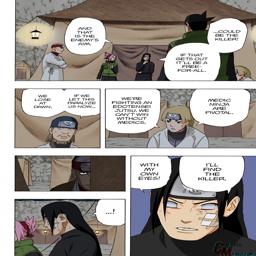 ...COULD
BE THE
KILLER!
IF THAT
GETS OUT
IT'LL BE A
FREE-
FOR-ALL.
AND
THAT
IS THE
ENEMY'S
AIM.
MEDIC
NINJA
ARE
PIVOTAL.
WE'RE
FIGHTING AN
EDOTENSEI
JUTSU. WE
CAN'T WIN
WITHOUT
MEDICS.
IF WE
LET THIS
PARALYZE
US NOW...
WE
LOSE
AT
DAWN.
I'LL
FIND
THE
KILLER,
WITH
MY
OWN
EYES!
...!